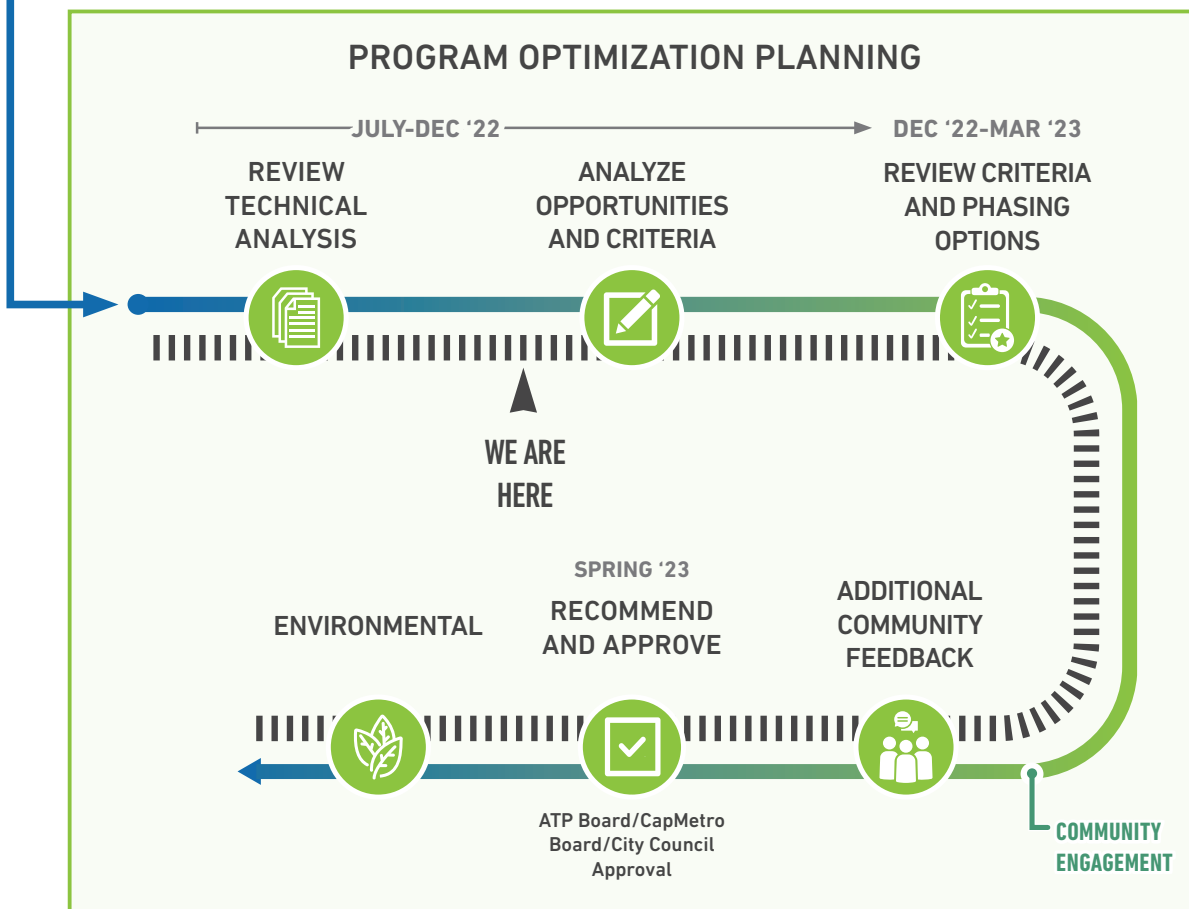 PROGRAM OPTIMIZATION PLANNING
JULY-DEC ‘22
DEC ‘22-MAR ‘23
REVIEW
TECHNICAL
ANALYSIS
ANALYZE
OPPORTUNITIES
AND CRITERIA
REVIEW CRITERIA
AND PHASING
OPTIONS
WE ARE
HERE
ENVIRONMENTAL
SPRING ‘23
RECOMMEND
AND APPROVE
ADDITIONAL
COMMUNITY
FEEDBACK
ATP Board/CapMetro
Board/City Council
Approval
COMMUNITY
ENGAGEMENT